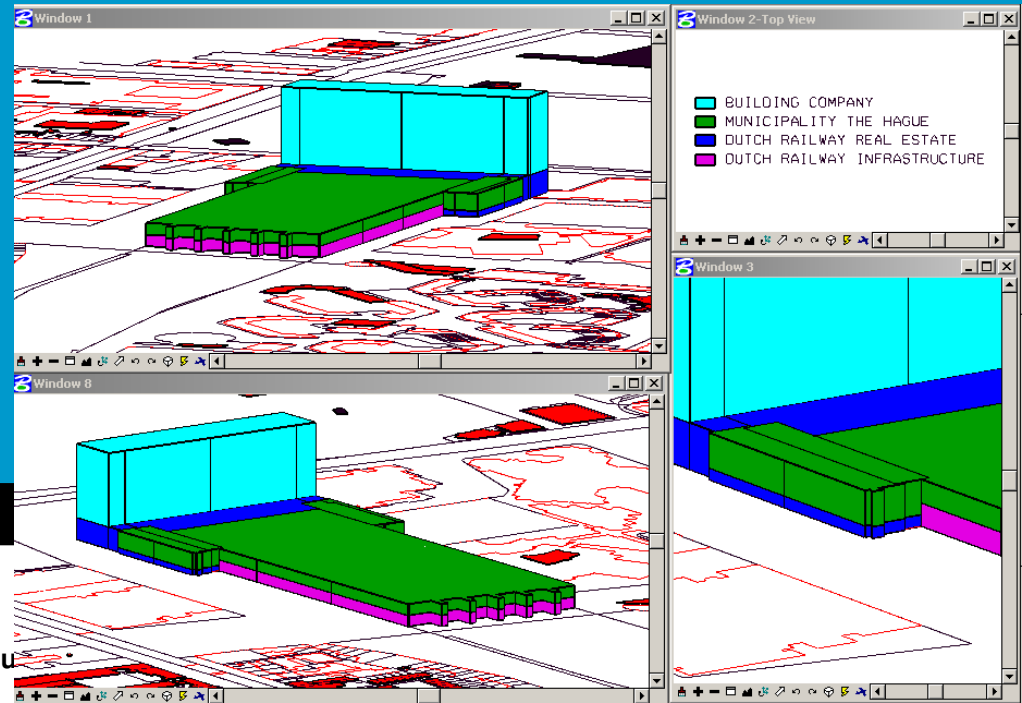 Window 1
Window 2-Top View
BUILDING COMPANY
MUNICIPALITY THE HAGUE
DUTCH RAILWAY REAL ESTATE
DUTCH RAILWAY INFRASTRUCTURE
Window 3
Window 8